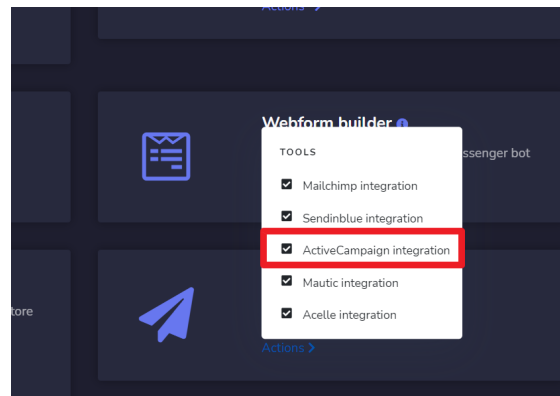 Actions >
Webform builder
TOOLS
ssenger bot
Mailchimp integration
Sendinblue integration
ActiveCampaign integration
Mautic integration
tore
Acelle integration
Actions >